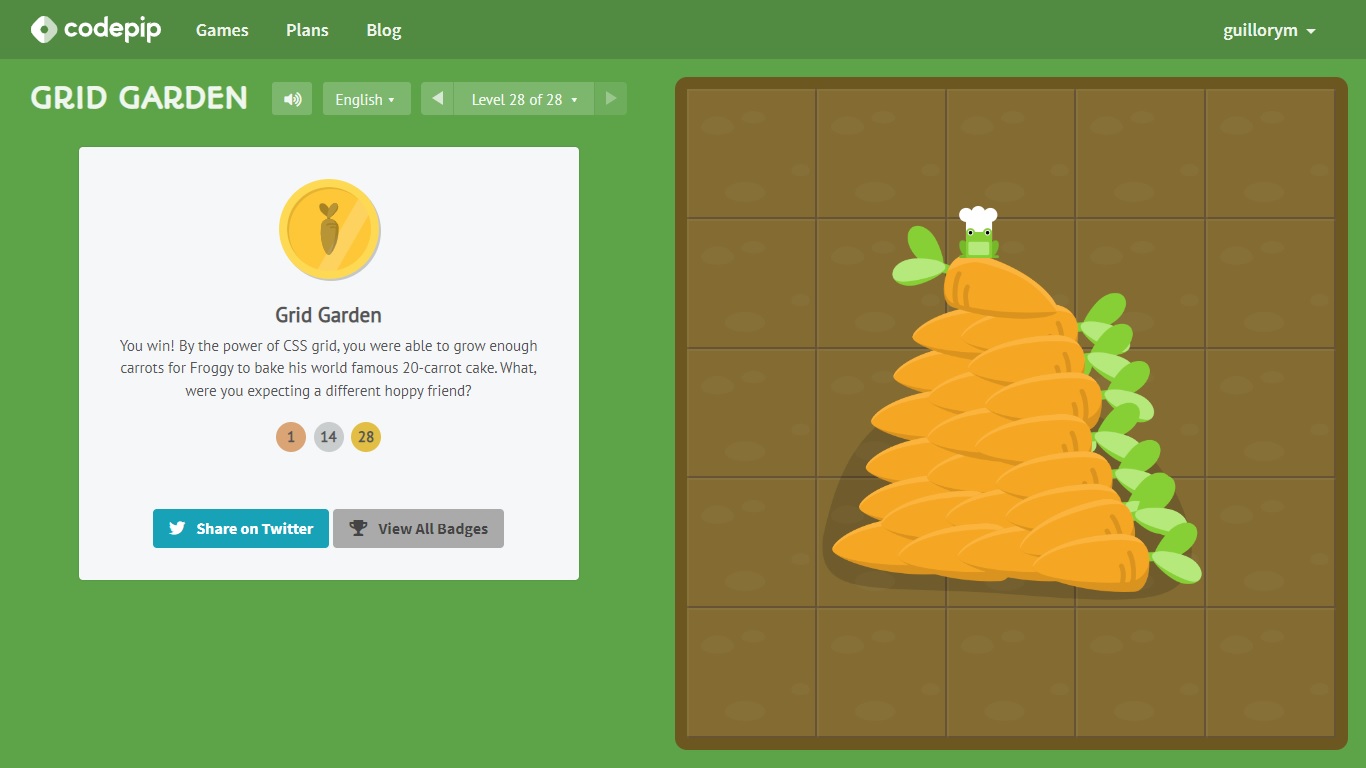 codepip Games Plans Blog guillorym
GRID GARDEN English Level 28 of 28
Grid Garden
You win! By the power of CSS grid, you were able to grow enough
carrots for Froggy to bake his world famous 20-carrot cake. What,
were you expecting a different hoppy friend?
1 14 28
Share on Twitter View All Badges